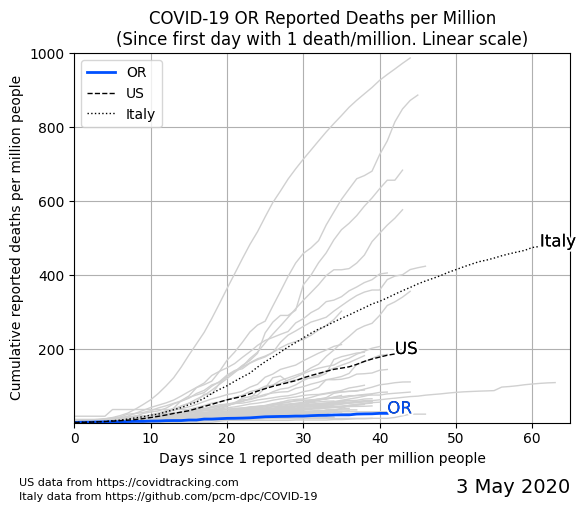 COVID-19 OR Reported Deaths per Million
(Since first day with 1 death/million. Linear scale)
Cumulative reported deaths per million people
1000
800
600
400
200
OR
US
Italy
Italy
US
OR
0 10 20 30 40 50 60
Days since 1 reported death per million people
US data from https://covidtracking.com
Italy data from https://github.com/pcm-dpc/COVID-19
3 May 2020